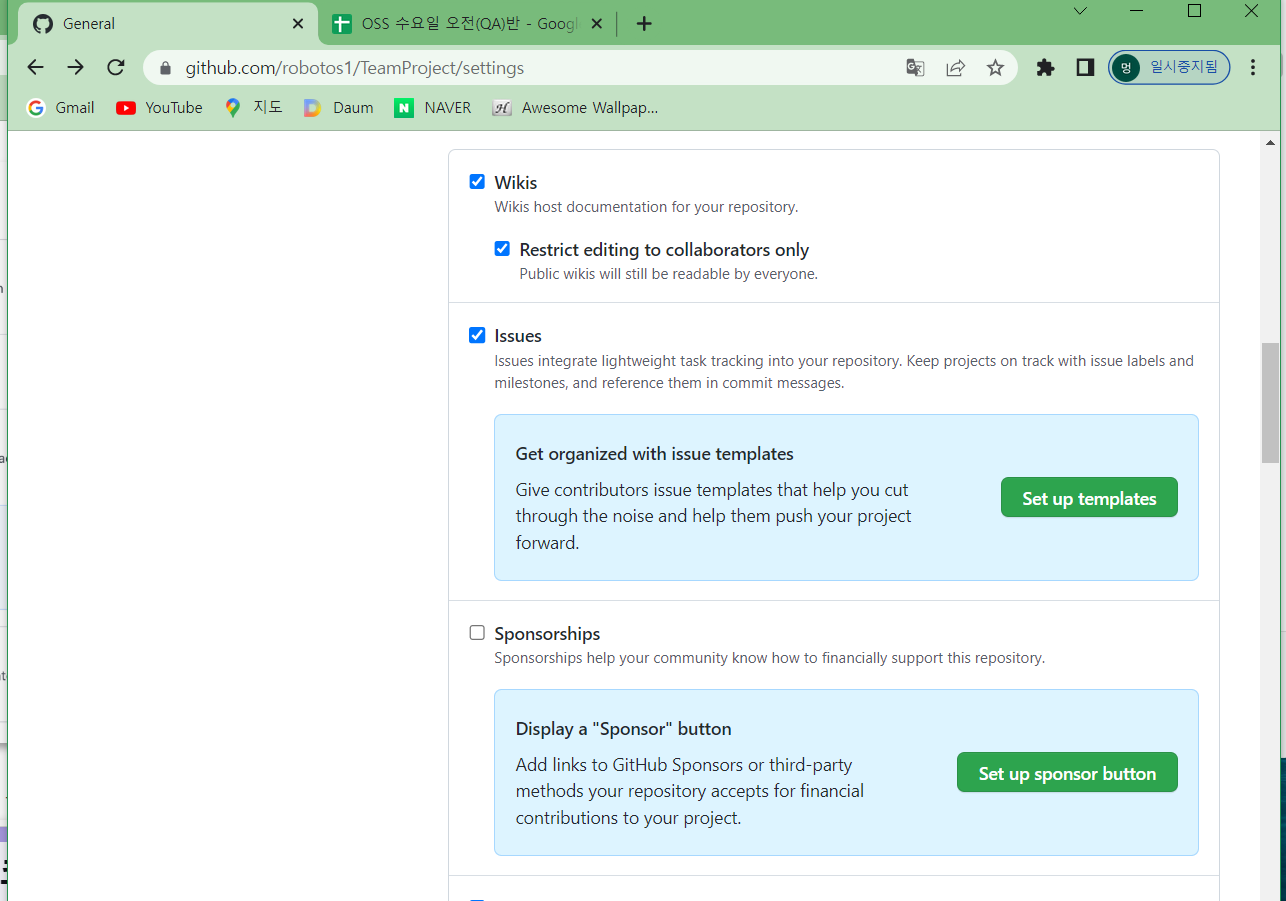 General
OSS 수요일 오전(QA)반 - Googl
github.com/robotos1/TeamProject/settings
멍 일시중지됨
Gmail YouTube 지도 Daum NAVER Awesome Wallpap...
Wikis
Wikis host documentation for your repository.
Restrict editing to collaborators only
Public wikis will still be readable by everyone.
Issues
Issues integrate lightweight task tracking into your repository. Keep projects on track with issue labels and
milestones, and reference them in commit messages.
Get organized with issue templates
Give contributors issue templates that help you cut
through the noise and help them push your project
forward.
Set up templates
Sponsorships
Sponsorships help your community know how to financially support this repository.
Display a "Sponsor" button
Add links to GitHub Sponsors or third-party
methods your repository accepts for financial
contributions to your project.
Set up sponsor button